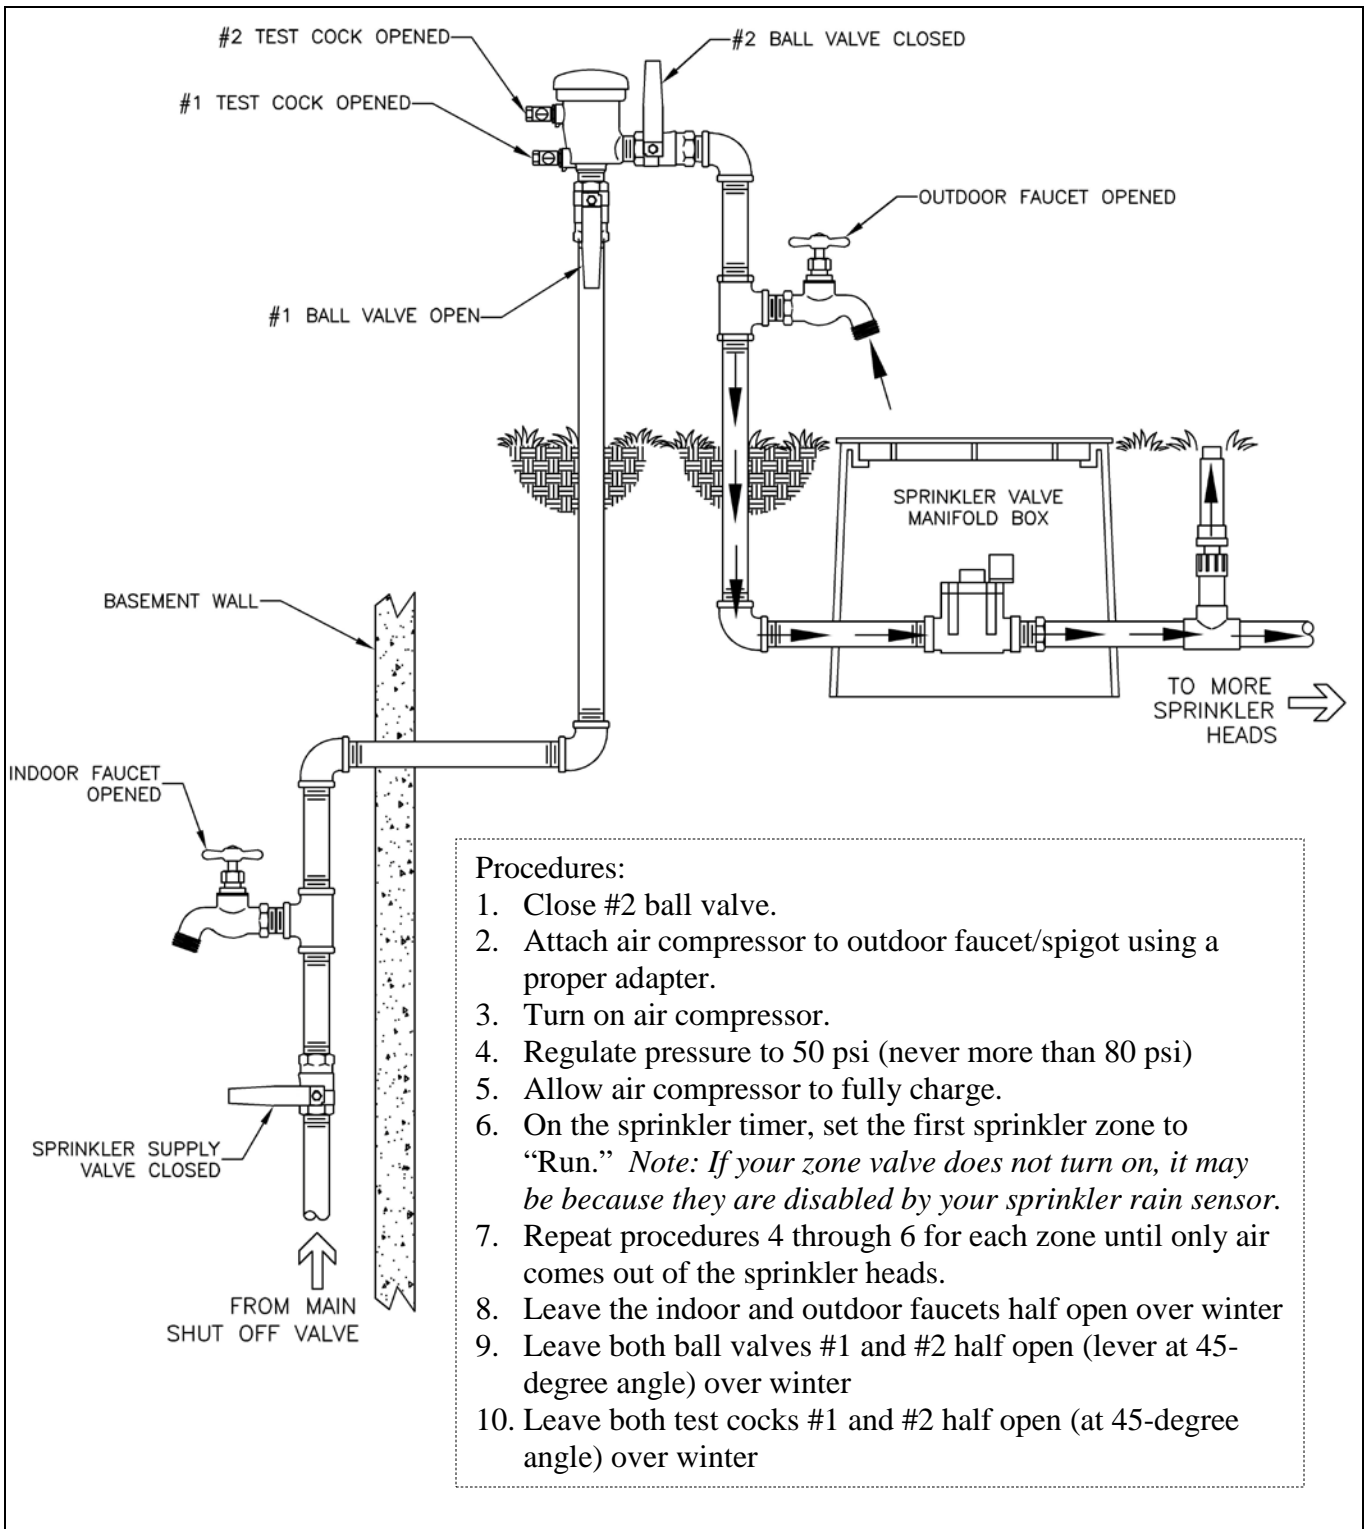 #2 TEST COCK OPENED
#2 BALL VALVE CLOSED
#1 TEST COCK OPENED
OUTDOOR FAUCET OPENED
#1 BALL VALVE OPEN
SPRINKLER VALVE
MANIFOLD BOX
BASEMENT WALL
TO MORE
SPRINKLER
HEADS
INDOOR FAUCET
OPENED
SPRINKLER SUPPLY
VALVE CLOSED
FROM MAIN
SHUT OFF VALVE
Procedures:
1. Close #2 ball valve.
2. Attach air compressor to outdoor faucet/spigot using a
proper adapter.
3. Turn on air compressor.
4. Regulate pressure to 50 psi (never more than 80 psi)
5. Allow air compressor to fully charge.
6. On the sprinkler timer, set the first sprinkler zone to
“Run.” Note: If your zone valve does not turn on, it may
be because they are disabled by your sprinkler rain sensor.
7. Repeat procedures 4 through 6 for each zone until only air
comes out of the sprinkler heads.
8. Leave the indoor and outdoor faucets half open over winter
9. Leave both ball valves #1 and #2 half open (lever at 45-
degree angle) over winter
10. Leave both test cocks #1 and #2 half open (at 45-degree
angle) over winter